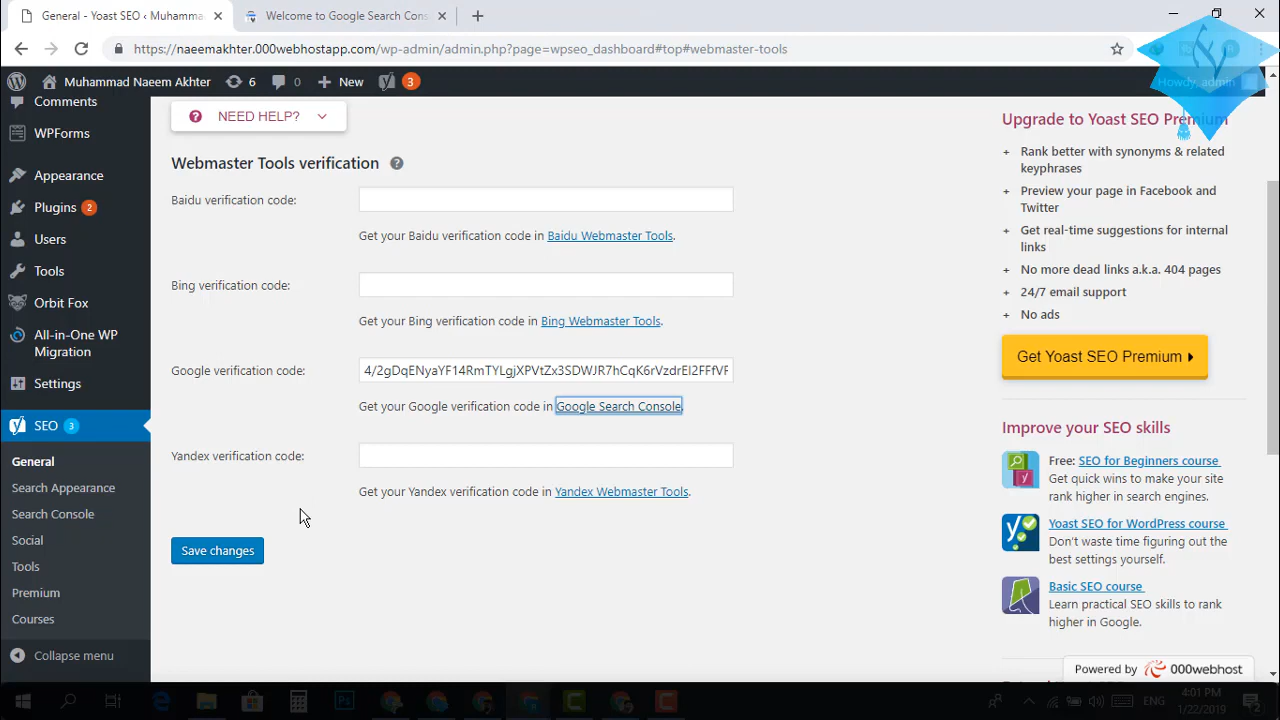 General - Yoast SEO ‹ Muhamma
Welcome to Google Search Cons
https://naeemakhter.000webhostapp.com/wp-admin/admin.php?page=wpseo_dashboard#top#webmaster-tools
Muhammad Naeem Akhter
6
0
New
3
Howdy, admin
Comments
WPForms
Appearance
Plugins 2
Users
Tools
Orbit Fox
All-in-One WP
Migration
Settings
SEO 3
General
Search Appearance
Search Console
Social
Tools
Premium
Courses
Collapse menu
NEED HELP?
Webmaster Tools verification
Baidu verification code:
Get your Baidu verification code in Baidu Webmaster Tools.
Bing verification code:
Get your Bing verification code in Bing Webmaster Tools.
Google verification code:
Get your Google verification code in Google Search Console.
Yandex verification code:
Get your Yandex verification code in Yandex Webmaster Tools.
Save changes
Upgrade to Yoast SEO Premium
+ Rank better with synonyms & related
keyphrases
+ Preview your page in Facebook and
Twitter
+ Get real-time suggestions for internal
links
+ No more dead links a.k.a. 404 pages
+ 24/7 email support
+ No ads
Get Yoast SEO Premium
Improve your SEO skills
Free: SEO for Beginners course
Get quick wins to make your site
rank higher in search engines.
Yoast SEO for WordPress course
Don't waste time figuring out the
best settings yourself.
Basic SEO course
Learn practical SEO skills to rank
higher in Google.
Powered by 000webhost
ENG
4:01 PM
1/22/2019